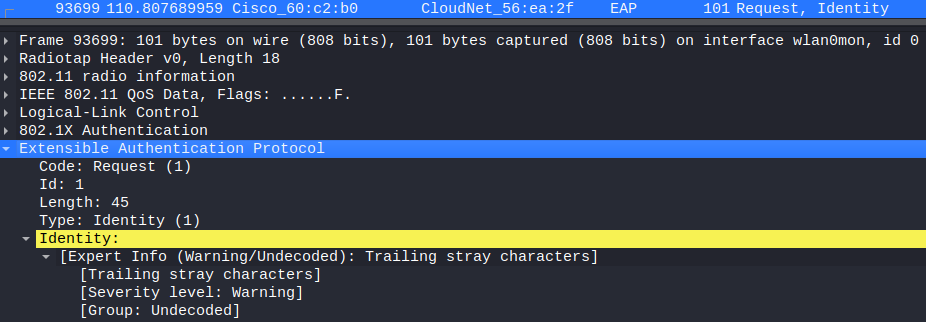 93699 110.807689959 Cisco_60:c2:b0 CloudNet_56:ea:2f EAP 101 Request, Identity
Frame 93699: 101 bytes on wire (808 bits), 101 bytes captured (808 bits) on interface wlan0mon, id 0
Radiotap Header v0, Length 18
802.11 radio information
IEEE 802.11 QoS Data, Flags: ......F.
Logical-Link Control
802.1X Authentication
Extensible Authentication Protocol
Code: Request (1)
Id: 1
Length: 45
Type: Identity (1)
Identity:
[Expert Info (Warning/Undecoded): Trailing stray characters]
[Trailing stray characters]
[Severity level: Warning]
[Group: Undecoded]